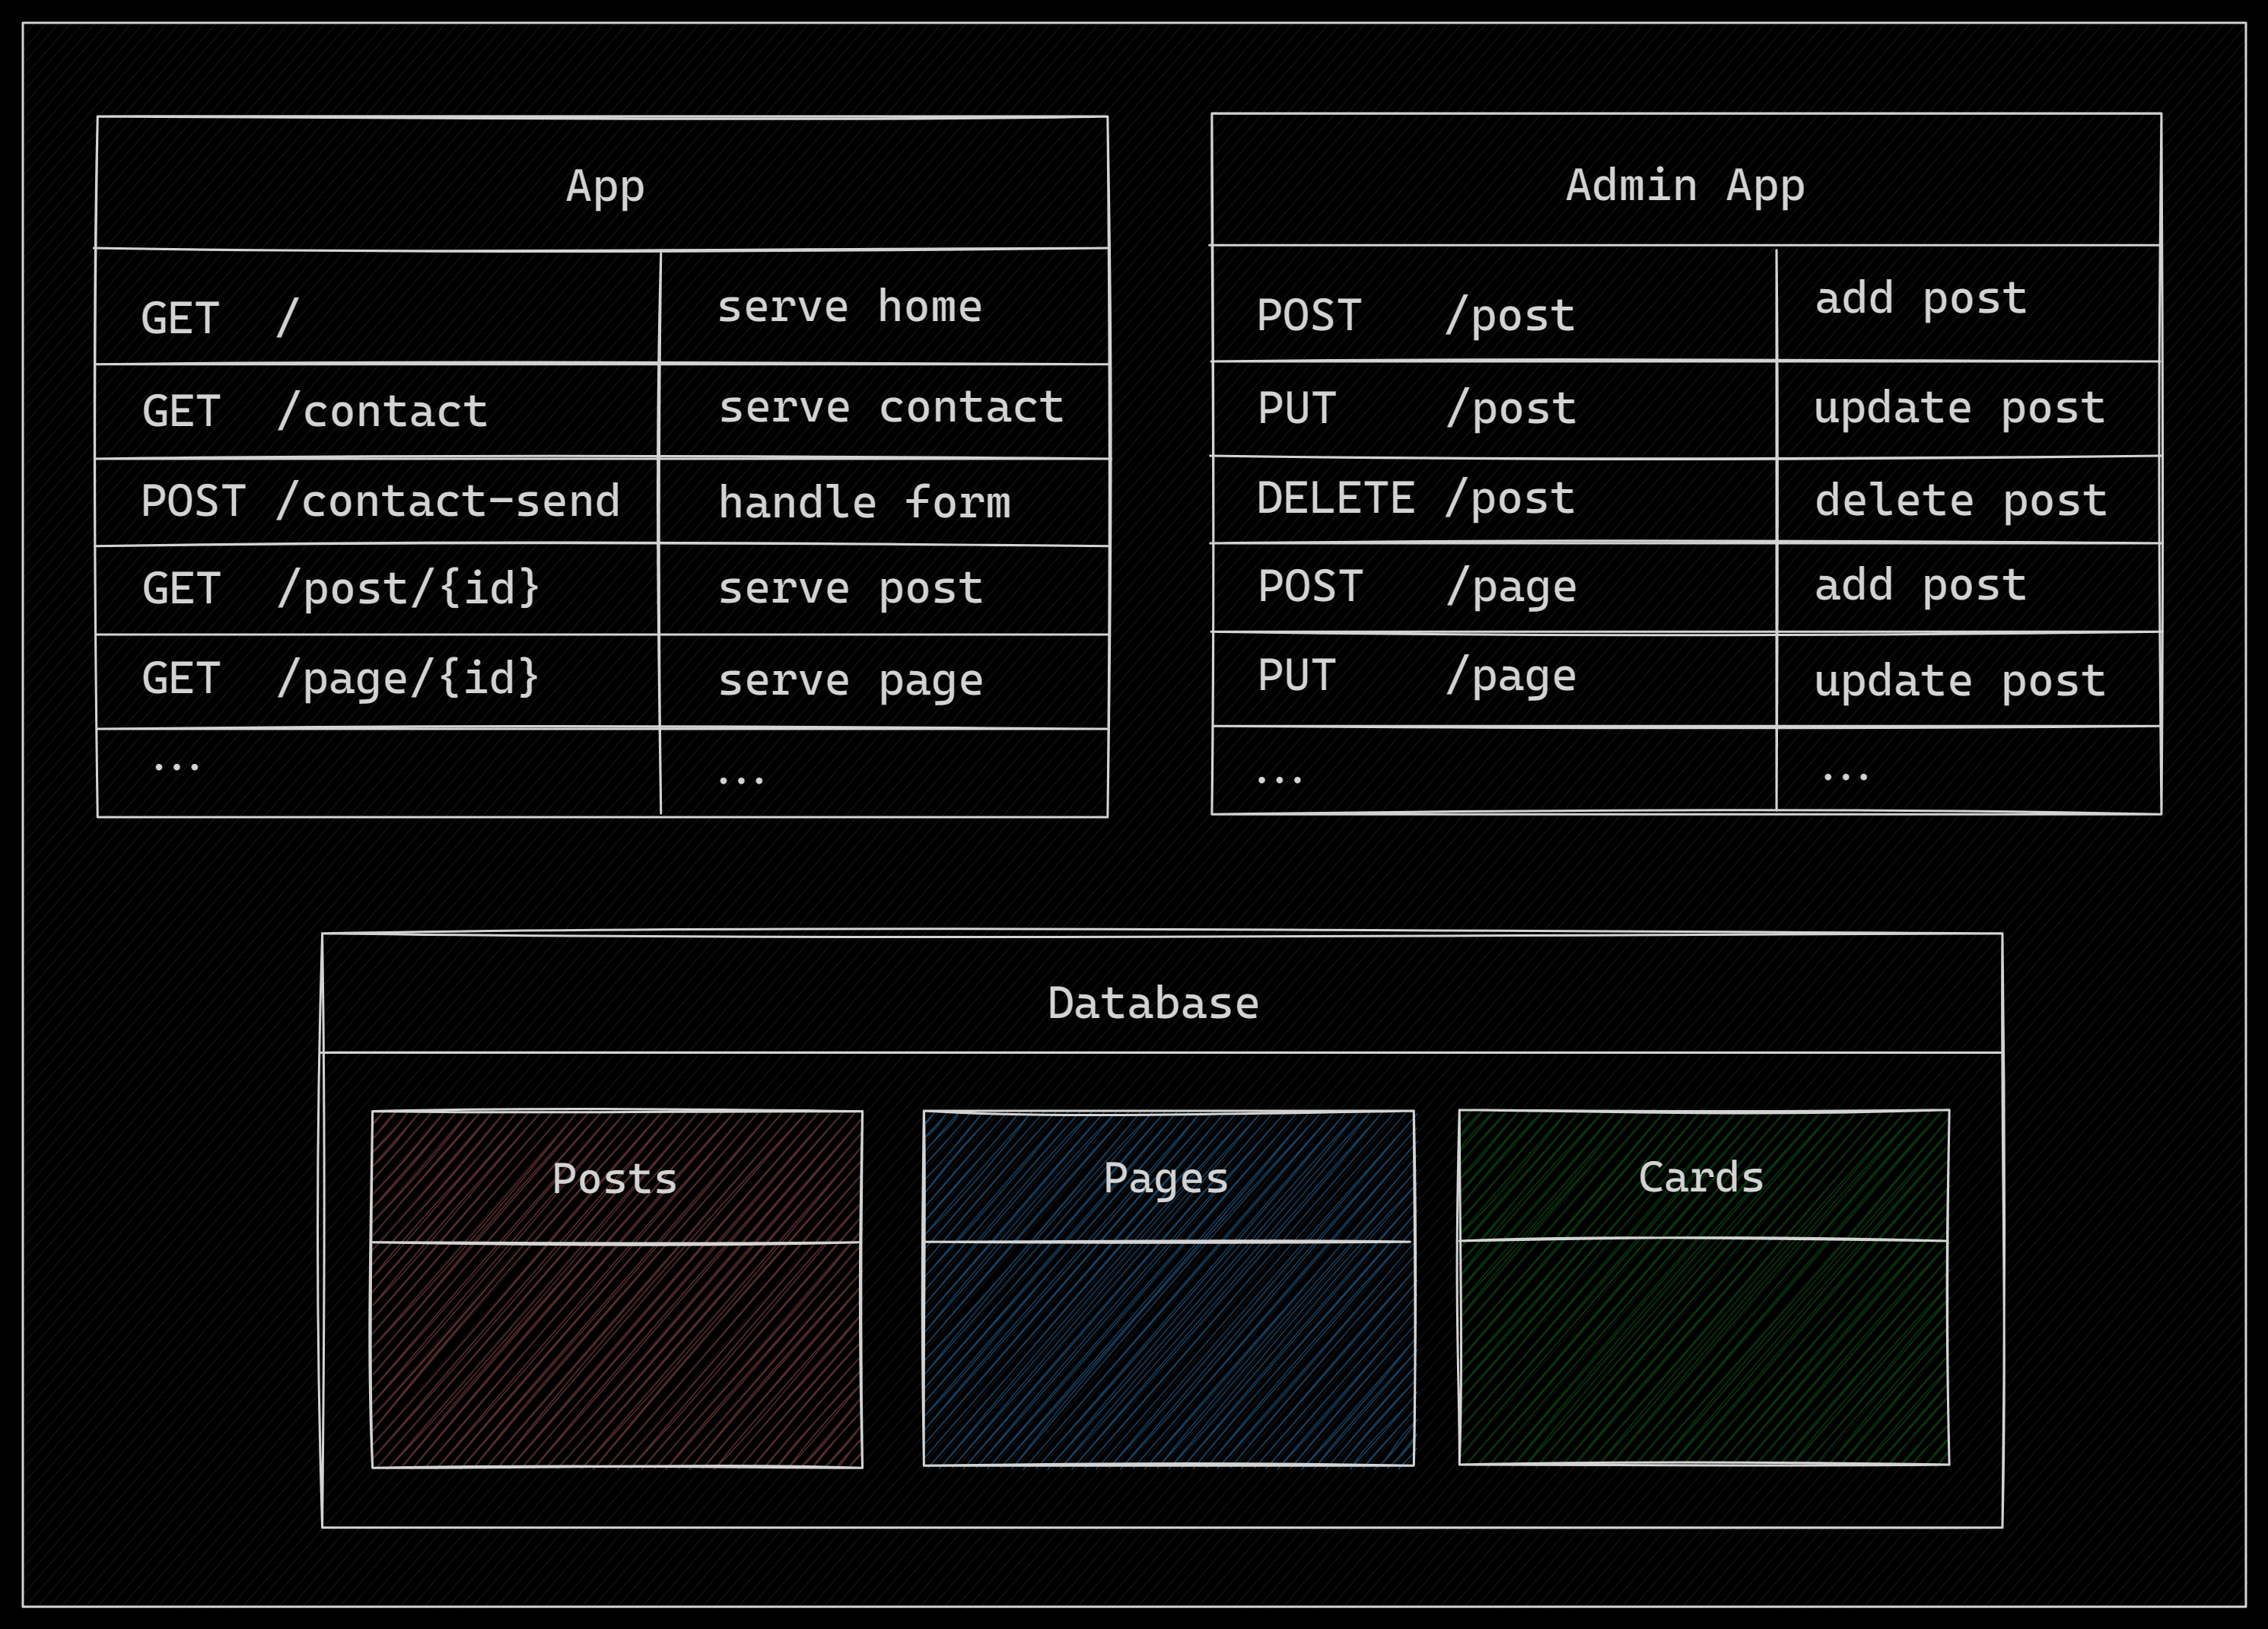 App
GET / serve home
GET /contact serve contact
POST /contact-send handle form
GET /post/{id} serve post
GET /page/{id} serve page
... ...
Admin App
POST /post add post
PUT /post update post
DELETE /post delete post
POST /page add post
PUT /page update post
... ...
Database
Posts
Pages
Cards